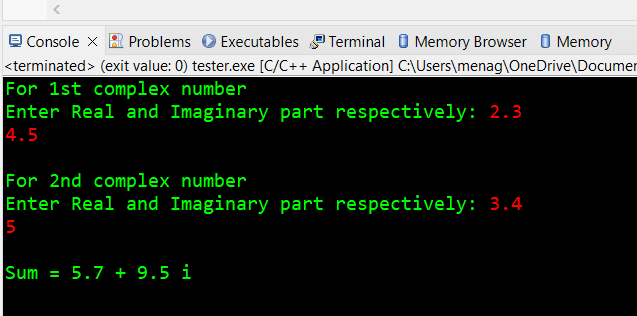 Console × Problems Executables Terminal Memory Browser Memory
<terminated> (exit value: 0) tester.exe [C/C++ Application] C:\Users\menag\OneDrive\Documen
For 1st complex number
Enter Real and Imaginary part respectively: 2.3
4.5
For 2nd complex number
Enter Real and Imaginary part respectively: 3.4
5
Sum = 5.7 + 9.5 i